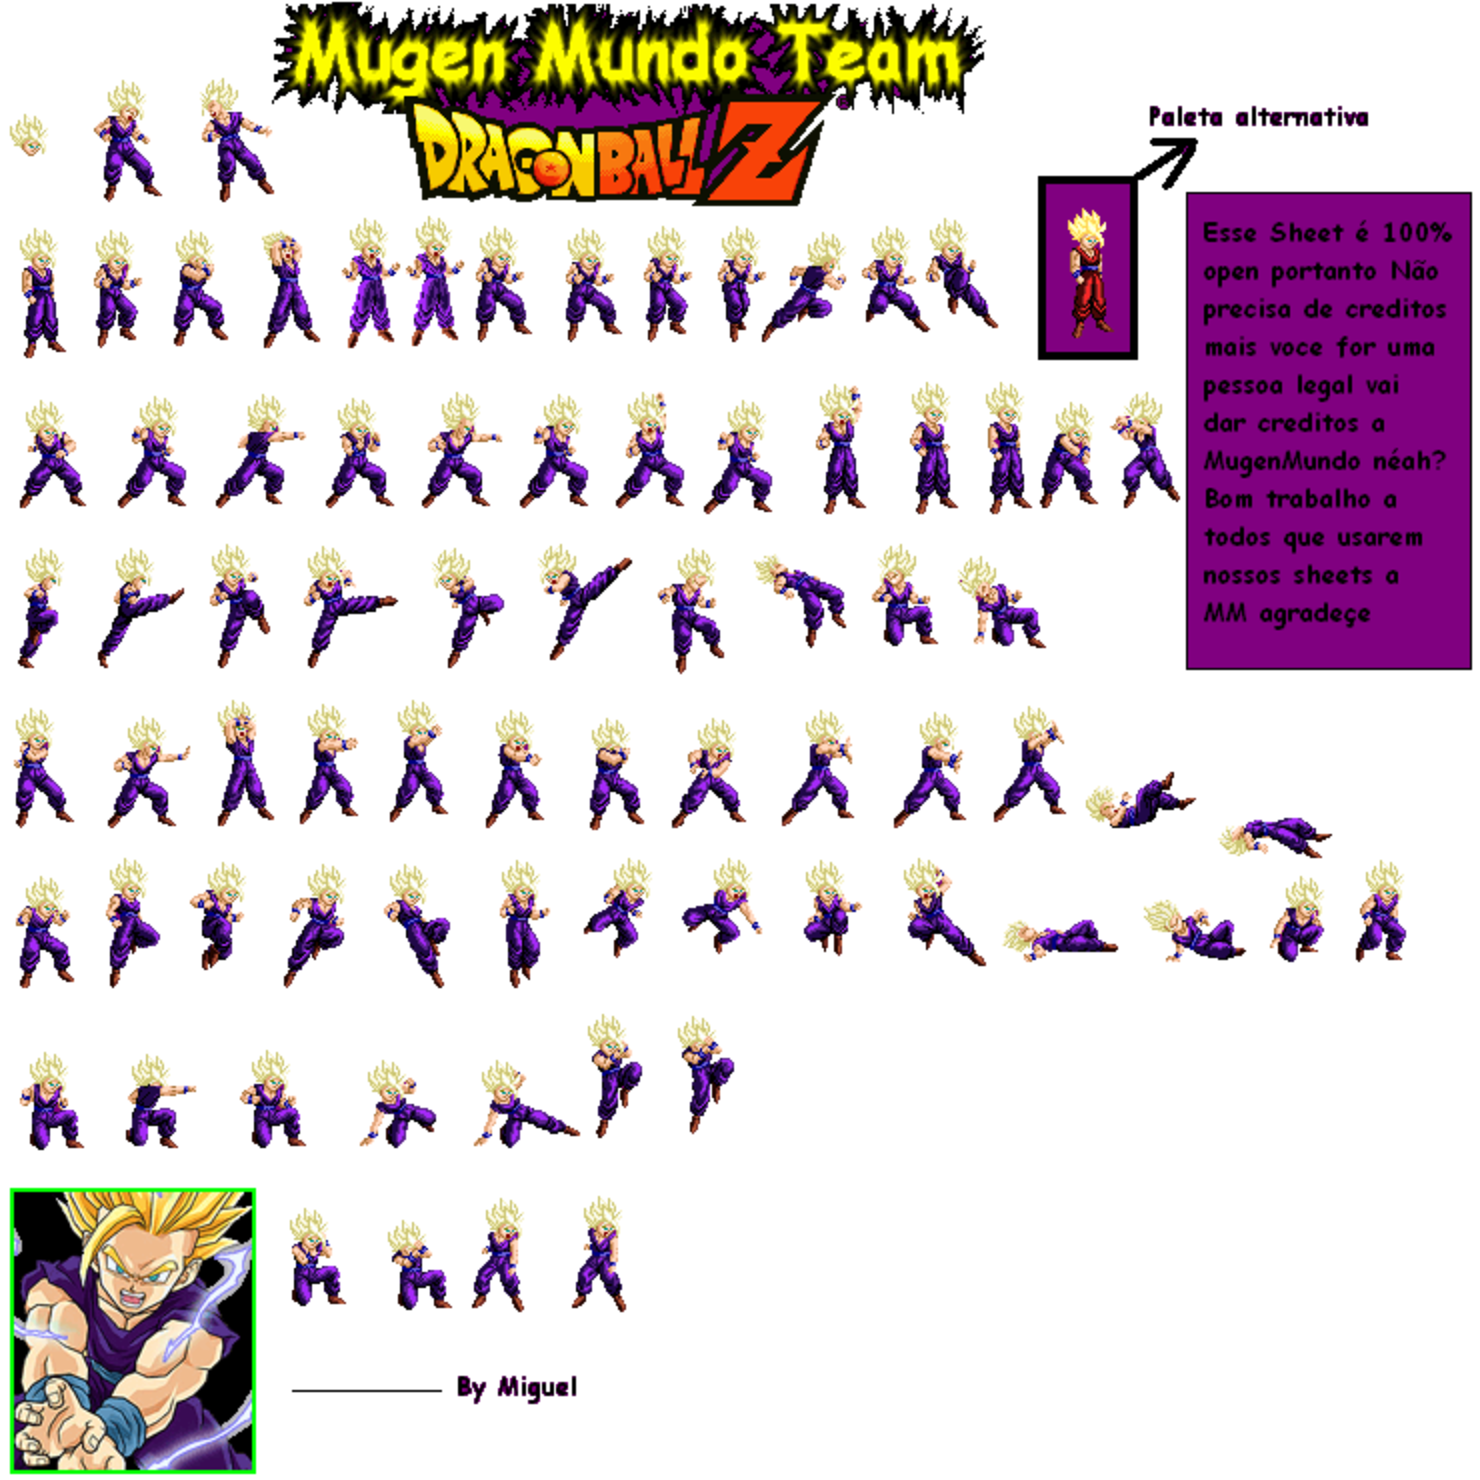 Mugen Mundo Team
DRAGONBALL Z
Paleta alternativa
Esse Sheet é 100%
open portanto Não
precisa de creditos
mais voce for uma
pessoa legal vai
dar creditos a
MugenMundo néah?
Bom trabalho a
todos que usarem
nossos sheets a
MM agradeçe
By Miguel